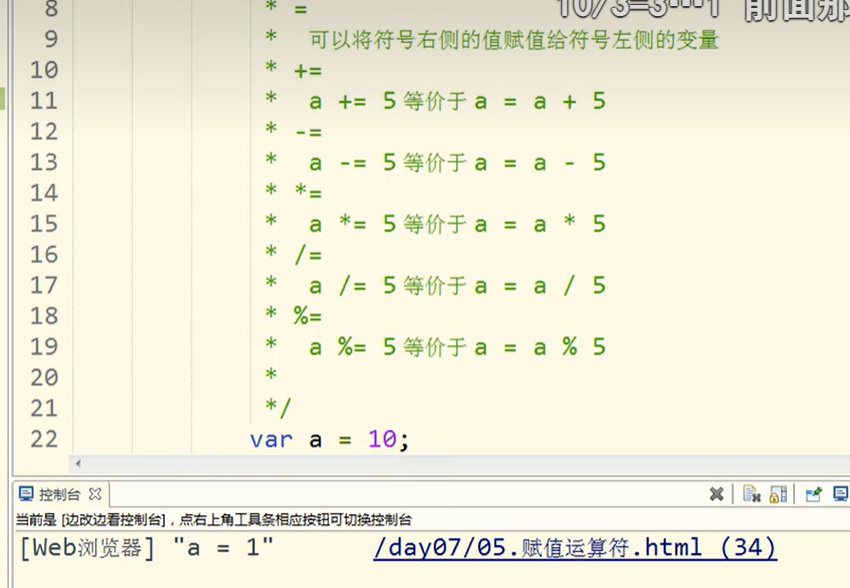 10/3=3···1 前面那
8 * =
9 * 可以将符号右侧的值赋值给符号左侧的变量
10 * +=
11 * a += 5 等价于 a = a + 5
12 * -=
13 * a -= 5 等价于 a = a - 5
14 * *=
15 * a *= 5 等价于 a = a * 5
16 * /=
17 * a /= 5 等价于 a = a / 5
18 * %=
19 * a %= 5 等价于 a = a % 5
20 *
21 */
22 var a = 10;
控制台
当前是 [边改边看控制台]，点右上角工具条相应按钮可切换控制台
[Web浏览器] "a = 1" /day07/05.赋值运算符.html (34)